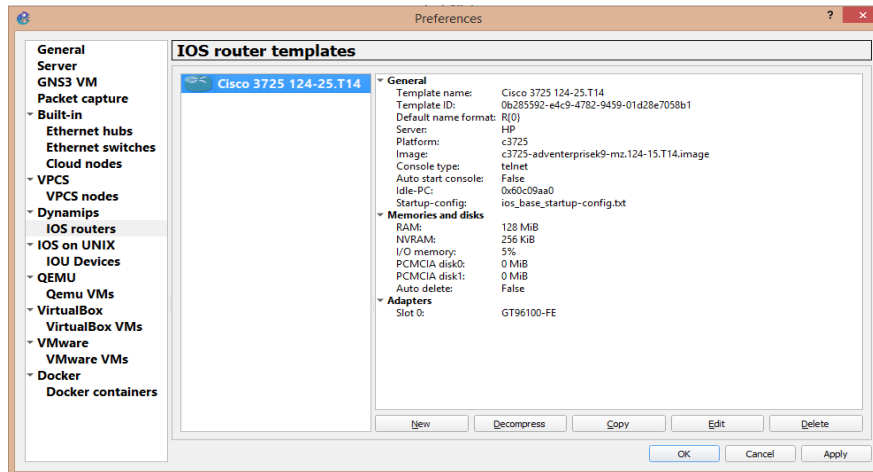 Preferences
?
×
General
Server
GNS3 VM
Packet capture
Built-in
Ethernet hubs
Ethernet switches
Cloud nodes
VPCS
VPCS nodes
Dynamips
IOS routers
IOS on UNIX
IOU Devices
QEMU
Qemu VMs
VirtualBox
VirtualBox VMs
VMware
VMware VMs
Docker
Docker containers
IOS router templates
Cisco 3725 124-25.T14
General
Template name: Cisco 3725 124-25.T14
Template ID: 0b285592-e4c9-4782-9459-01d28e7058b1
Default name format: R{0}
Server: HP
Platform: c3725
Image: c3725-adventerprisek9-mz.124-15.T14.image
Console type: telnet
Auto start console: False
Idle-PC: 0x60c09aa0
Startup-config: ios_base_startup-config.txt
Memories and disks
RAM: 128 MiB
NVRAM: 256 KiB
I/O memory: 5%
PCMCIA disk0: 0 MiB
PCMCIA disk1: 0 MiB
Auto delete: False
Adapters
Slot 0: GT96100-FE
New Decompress Copy Edit Delete
OK Cancel Apply